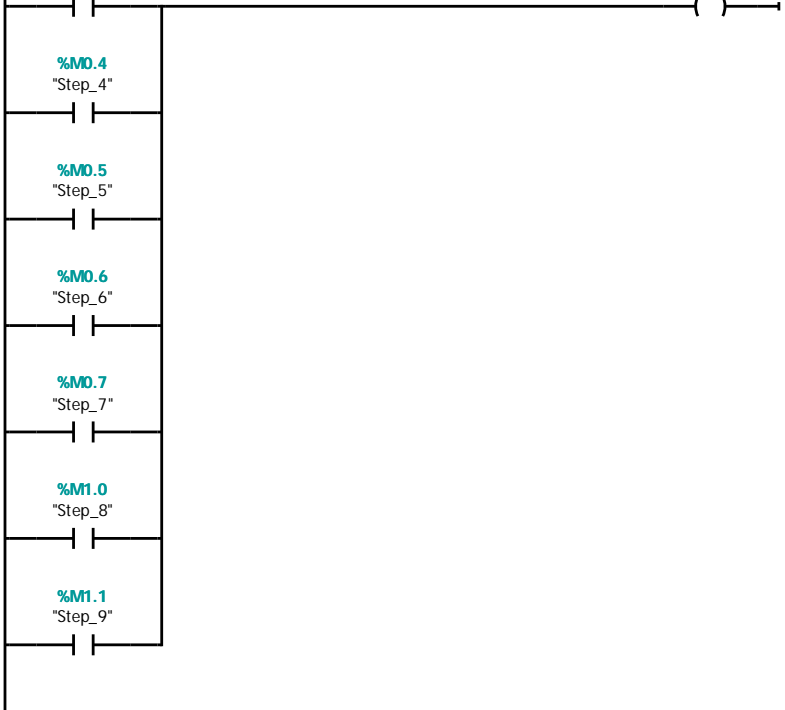 %M0.4
"Step_4"
%M0.5
"Step_5"
%M0.6
"Step_6"
%M0.7
"Step_7"
%M1.0
"Step_8"
%M1.1
"Step_9"